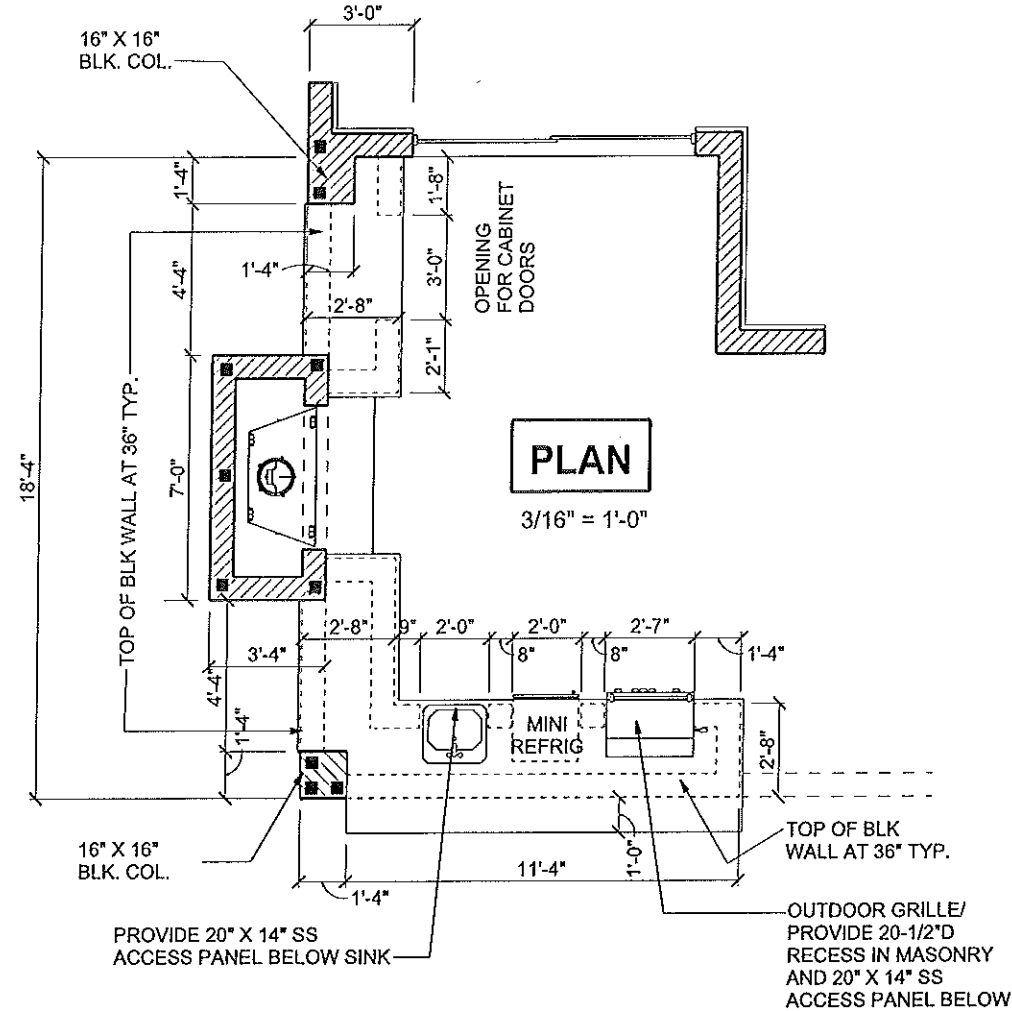 3'-0"
16" X 16"
BLK. COL.
1'-4"
1'-8"
OPENING
FOR CABINET
DOORS
4'-4"
1'-4"
3'-0"
2'-8"
2'-1"
TOP OF BLK WALL AT 36" TYP.
18'-4"
7'-0"
PLAN
3/16" = 1'-0"
2'-8"
9"
2'-0"
8"
2'-0"
8"
2'-7"
1'-4"
3'-4"
4'-4"
1'-4"
MINI
REFRIG
2'-8"
16" X 16"
BLK. COL.
1'-0"
TOP OF BLK
WALL AT 36" TYP.
11'-4"
1'-4"
PROVIDE 20" X 14" SS
ACCESS PANEL BELOW SINK
OUTDOOR GRILLE/
PROVIDE 20-1/2"D
RECESS IN MASONRY
AND 20" X 14" SS
ACCESS PANEL BELOW